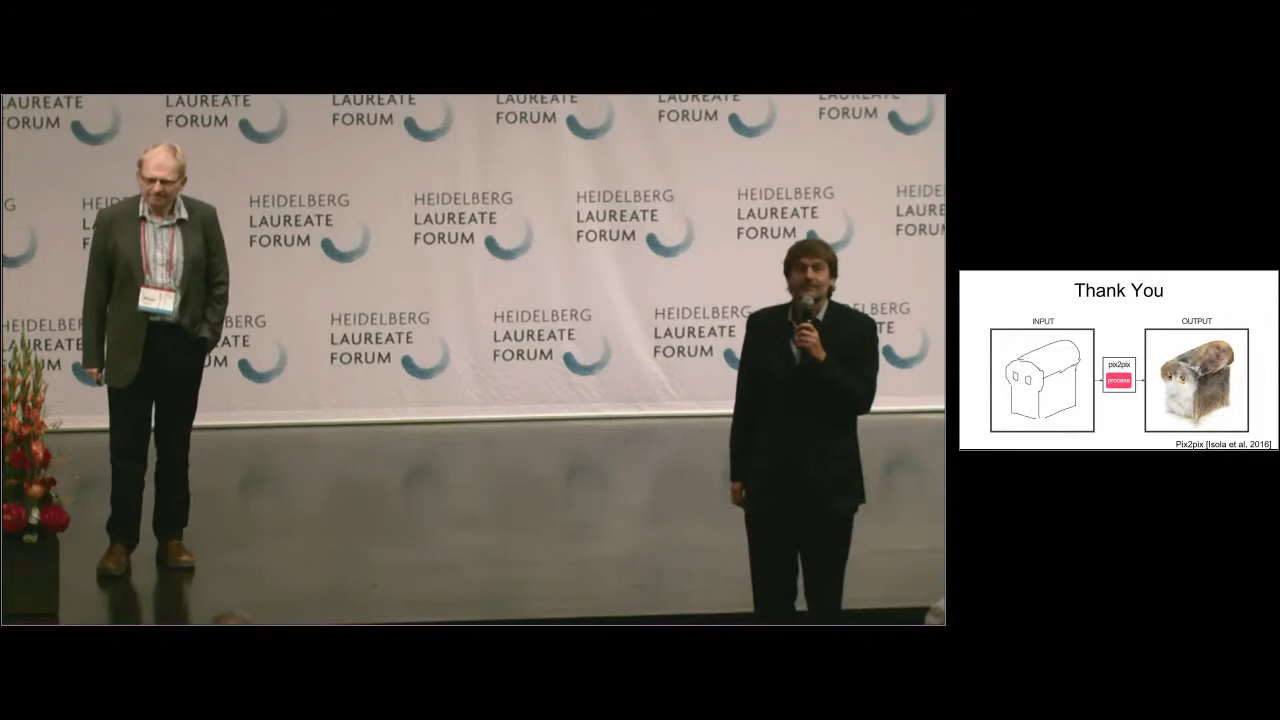 LAUREATE
FORUM
LAUREATE
FORUM
LAUREATE
FORUM
LAUREATE
FORUM
LAUREATE
FORUM
HEIDELBERG
LAUREATE
FORUM
HEIDELBERG
LAUREATE
FORUM
HEIDELBERG
LAUREATE
FORUM
HEIDELBERG
LAUREATE
FORUM
HEIDELBERG
LAUREATE
FORUM
HEIDELBERG
LAUREATE
FORUM
HEIDELBERG
LAUREATE
FORUM
Thank You
INPUT
OUTPUT
pix2pix
process
Pix2pix [Isola et al, 2016]